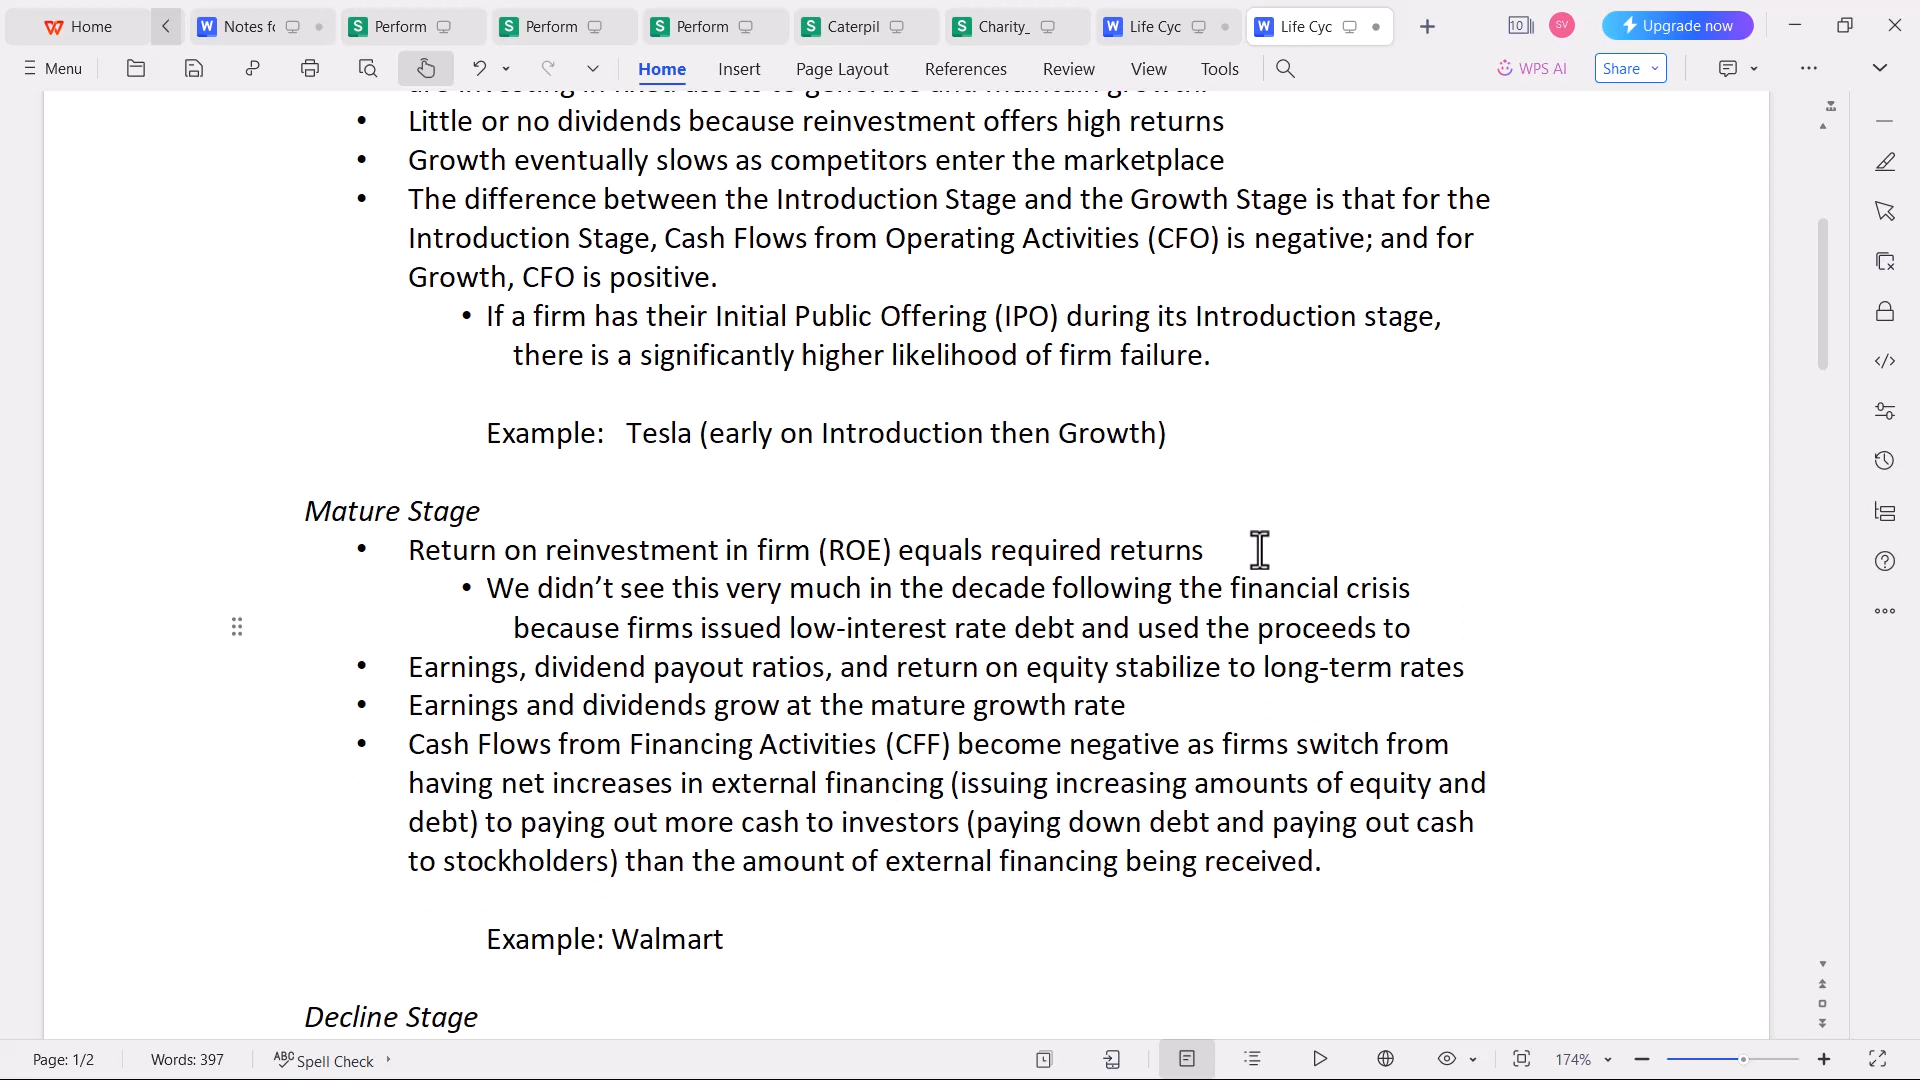 Home
Notes fo
Perform
Perform
Perform
Caterpil
Charity_
Life Cyc
Life Cyc
10
SV
Upgrade now
Menu
Home
Insert
Page Layout
References
Review
View
Tools
WPS AI
Share
• Little or no dividends because reinvestment offers high returns
• Growth eventually slows as competitors enter the marketplace
• The difference between the Introduction Stage and the Growth Stage is that for the
Introduction Stage, Cash Flows from Operating Activities (CFO) is negative; and for
Growth, CFO is positive.
• If a firm has their Initial Public Offering (IPO) during its Introduction stage,
there is a significantly higher likelihood of firm failure.
Example: Tesla (early on Introduction then Growth)
Mature Stage
• Return on reinvestment in firm (ROE) equals required returns
• We didn’t see this very much in the decade following the financial crisis
because firms issued low-interest rate debt and used the proceeds to
• Earnings, dividend payout ratios, and return on equity stabilize to long-term rates
• Earnings and dividends grow at the mature growth rate
• Cash Flows from Financing Activities (CFF) become negative as firms switch from
having net increases in external financing (issuing increasing amounts of equity and
debt) to paying out more cash to investors (paying down debt and paying out cash
to stockholders) than the amount of external financing being received.
Example: Walmart
Decline Stage
Page: 1/2
Words: 397
ABC Spell Check
174%